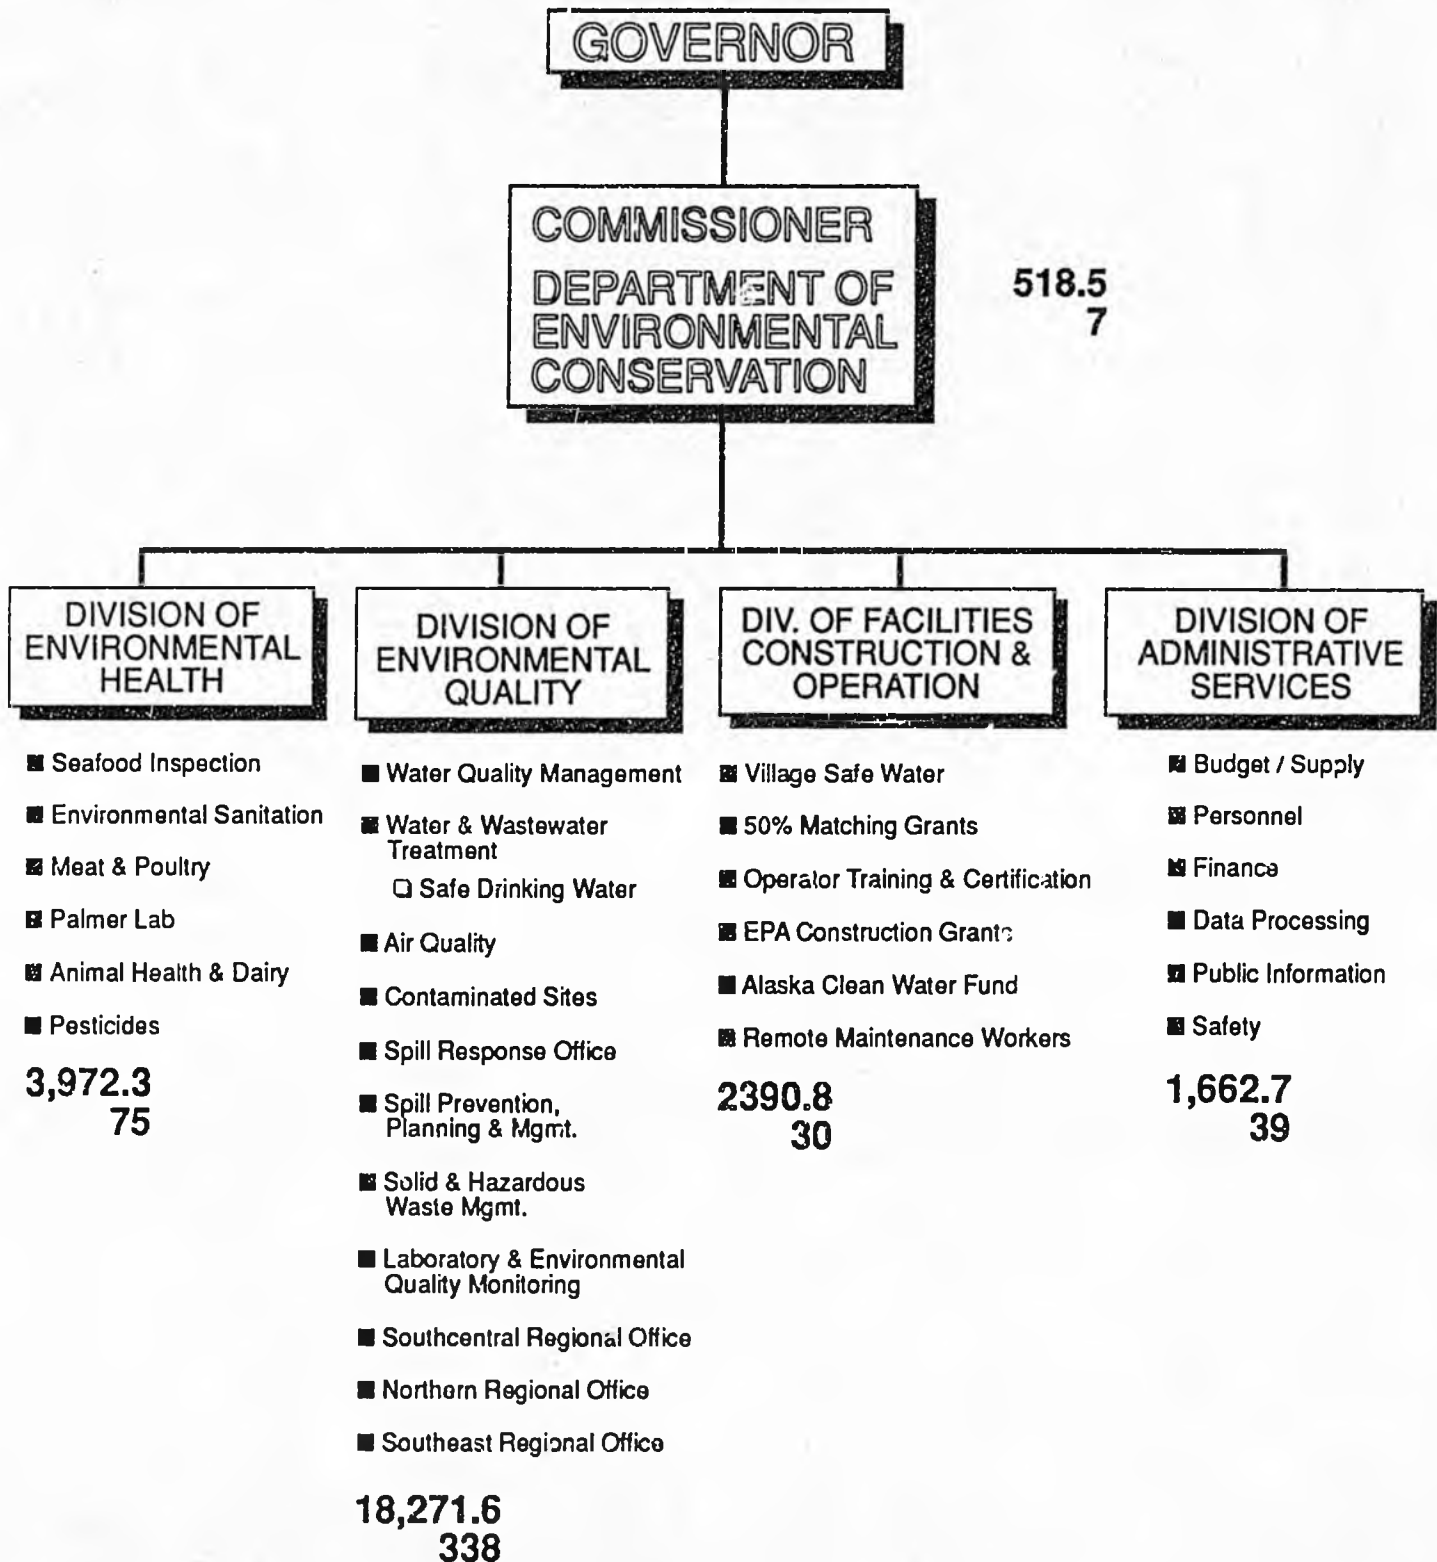 GOVERNOR
COMMISSIONER
DEPARTMENT OF
ENVIRONMENTAL
CONSERVATION
518.5
7
DIVISION OF
ENVIRONMENTAL
HEALTH
■ Seafood Inspection
■ Environmental Sanitation
■ Meat & Poultry
■ Palmer Lab
■ Animal Health & Dairy
■ Pesticides
3,972.3
75
DIVISION OF
ENVIRONMENTAL
QUALITY
■ Water Quality Management
■ Water & Wastewater
Treatment
❑ Safe Drinking Water
■ Air Quality
■ Contaminated Sites
■ Spill Response Office
■ Spill Prevention,
Planning & Mgmt.
■ Solid & Hazardous
Waste Mgmt.
■ Laboratory & Environmental
Quality Monitoring
■ Southcentral Regional Office
■ Northern Regional Office
■ Southeast Regional Office
18,271.6
338
DIV. OF FACILITIES
CONSTRUCTION &
OPERATION
■ Village Safe Water
■ 50% Matching Grants
■ Operator Training & Certification
■ EPA Construction Grants
■ Alaska Clean Water Fund
■ Remote Maintenance Workers
2390.8
30
DIVISION OF
ADMINISTRATIVE
SERVICES
■ Budget / Supply
■ Personnel
■ Finance
■ Data Processing
■ Public Information
■ Safety
1,662.7
39